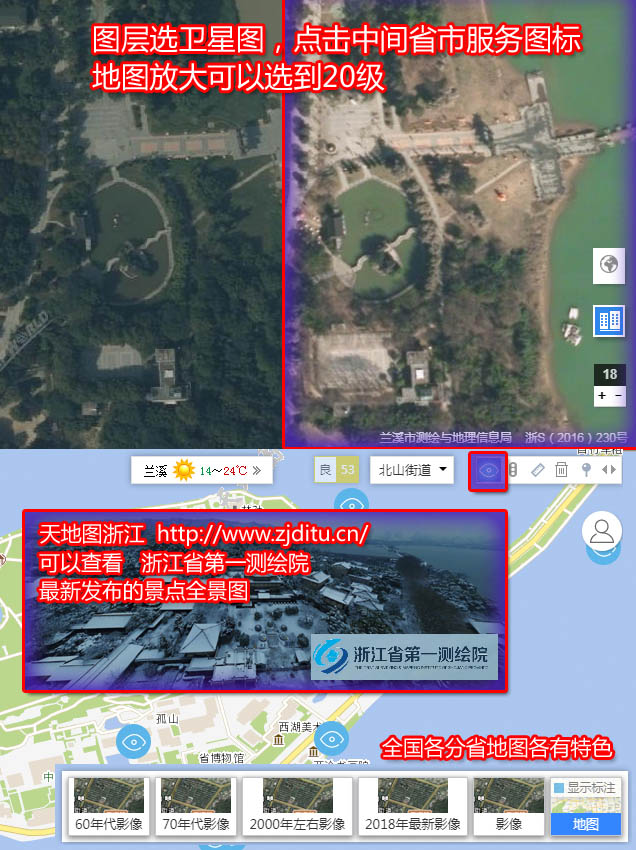 图层选卫星图，点击中间省市服务图标
地图放大可以选到20级
18
+ −
兰溪市测绘与地理信息局 浙S（2016）230号
兰溪 14～24℃
良 53
北山街道
天地图浙江 http://www.zjditu.cn/
可以查看 浙江省第一测绘院
最新发布的景点全景图
浙江省第一测绘院
孤山
西湖美术
省博物馆
全国各分省地图各有特色
中
60年代影像
70年代影像
2000年左右影像
2018年最新影像
影像
显示标注
地图